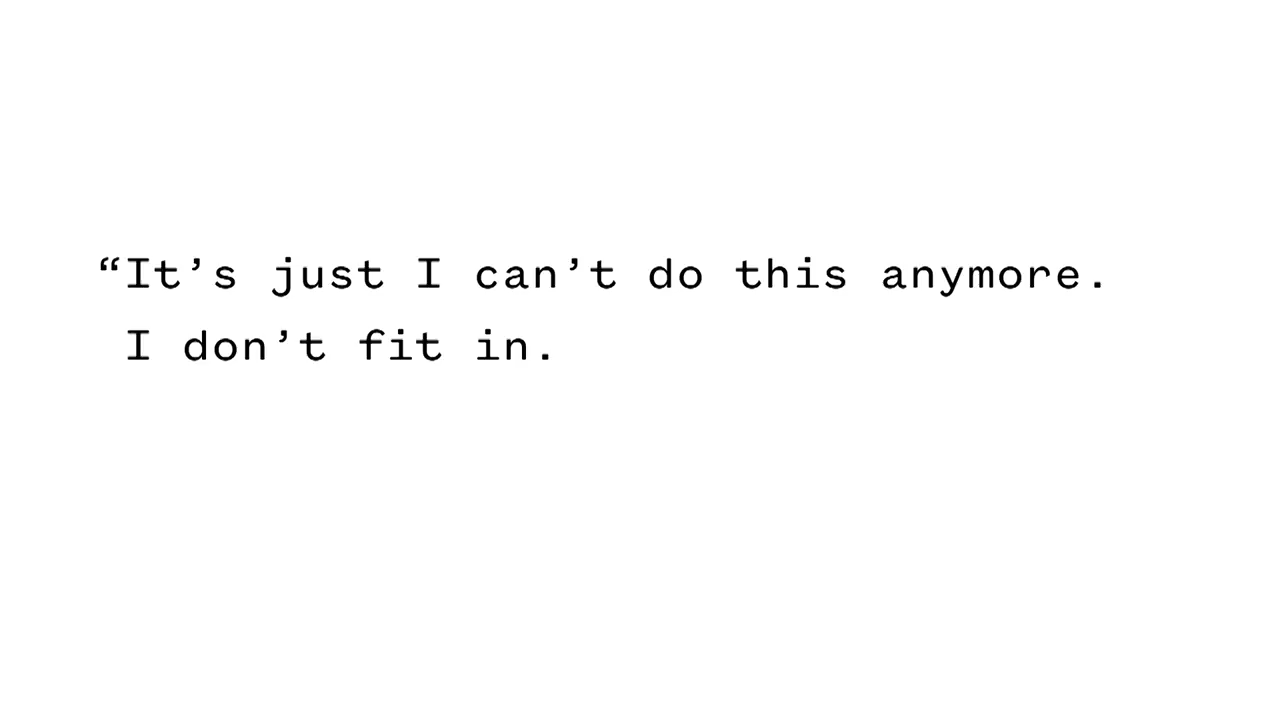 “It’s just I can’t do this anymore.
I don’t fit in.